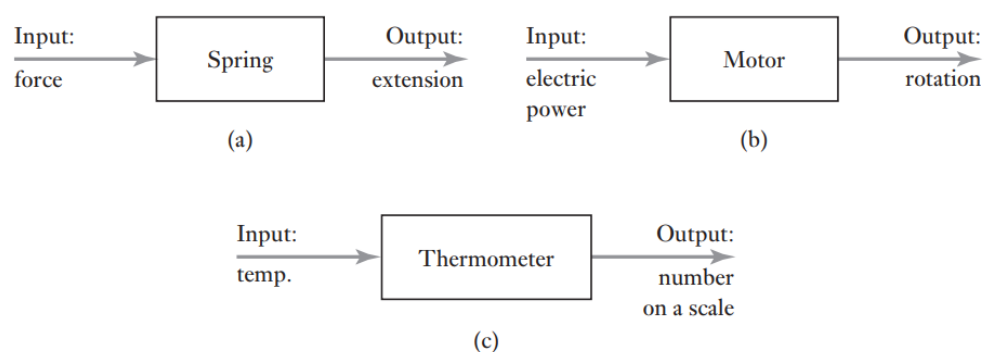 Input:
force
Spring
Output:
extension
(a)
Input:
electric
power
Motor
Output:
rotation
(b)
Input:
temp.
Thermometer
Output:
number
on a scale
(c)